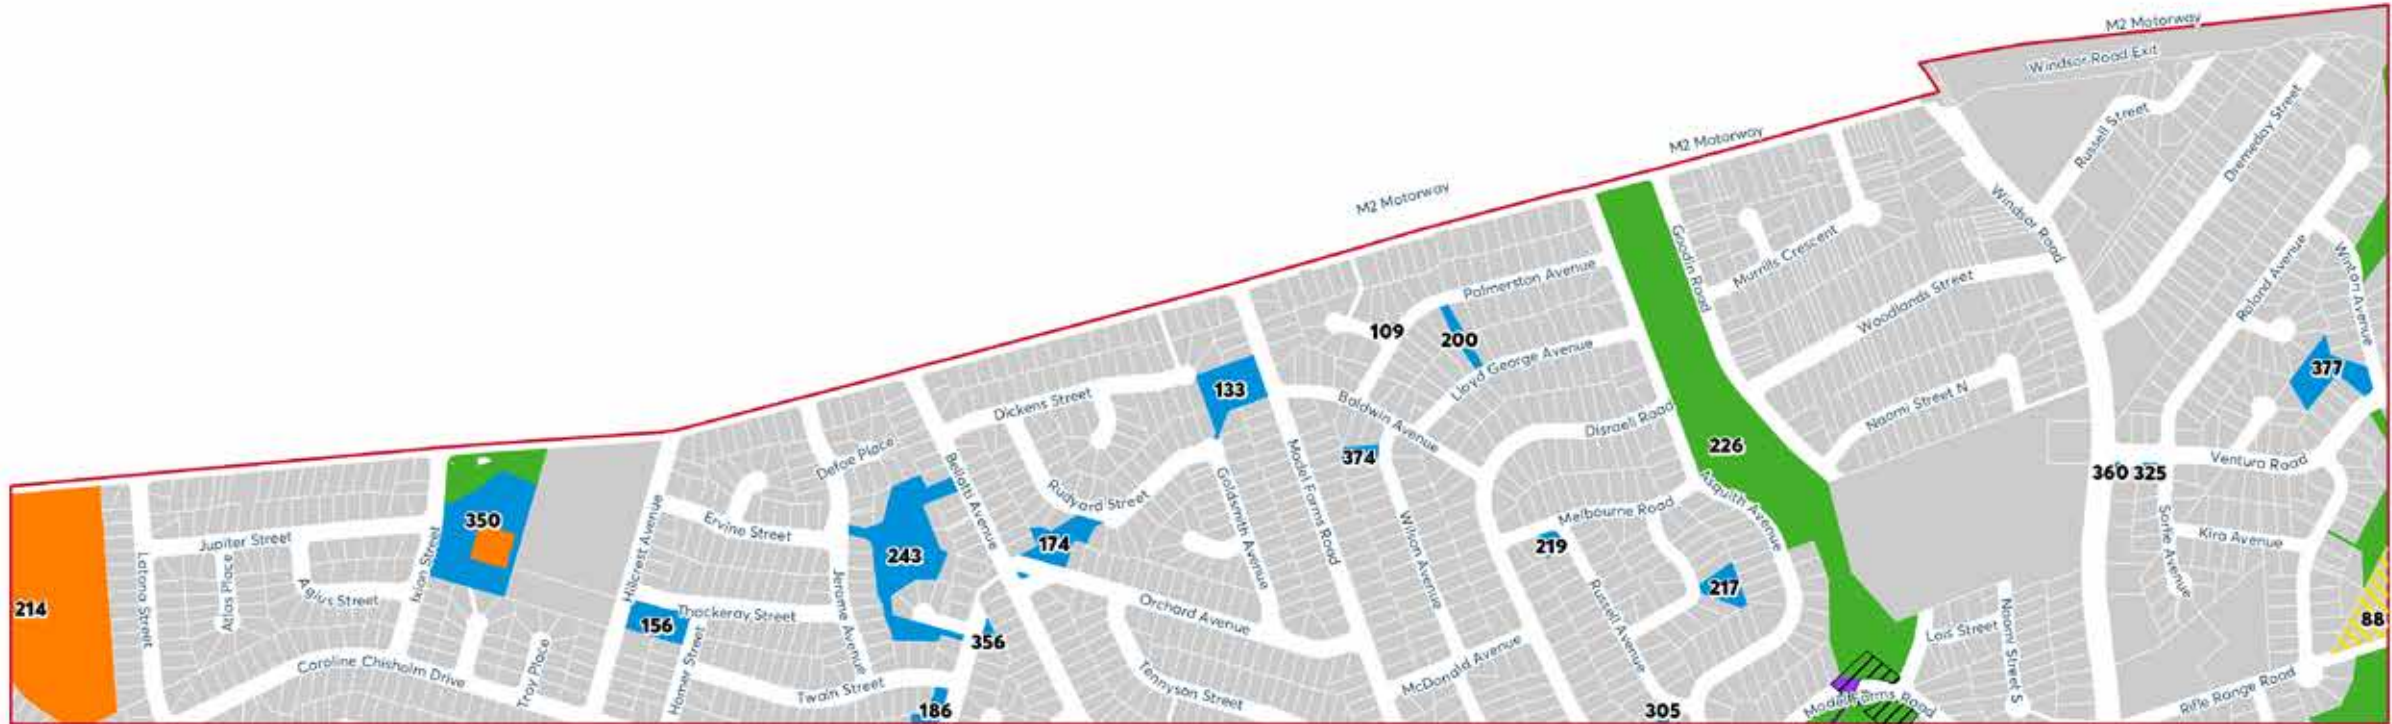 M2 Motorway
Windsor Road Exit
M2 Motorway
M2 Motorway
Russell Street
Dremeday Street
Windsor Road
Goodin Road
Murrills Crescent
Palmerston Avenue
Woodlands Street
Roland Avenue
Winton Avenue
109
200
Lloyd George Avenue
377
133
Dickens Street
Baldwin Avenue
Naomi Street N
Disraeli Road
226
374
Defoe Place
Bellotti Avenue
Model Farms Road
Goldsmith Avenue
Rudyard Street
Ventura Road
360
325
Asquith Avenue
Melbourne Road
350
Jupiter Street
Ixion Street
Hillcrest Avenue
Ervine Street
243
174
219
Wilson Avenue
Sorlie Avenue
Kira Avenue
Latona Street
Atlas Place
Agius Street
Jerome Avenue
217
Russell Avenue
214
Thackeray Street
156
Orchard Avenue
356
Naomi Street S
Lois Street
88
Homer Street
Caroline Chisholm Drive
Troy Place
Twain Street
186
Tennyson Street
McDonald Avenue
305
Model Farms Road
Rifle Range Road